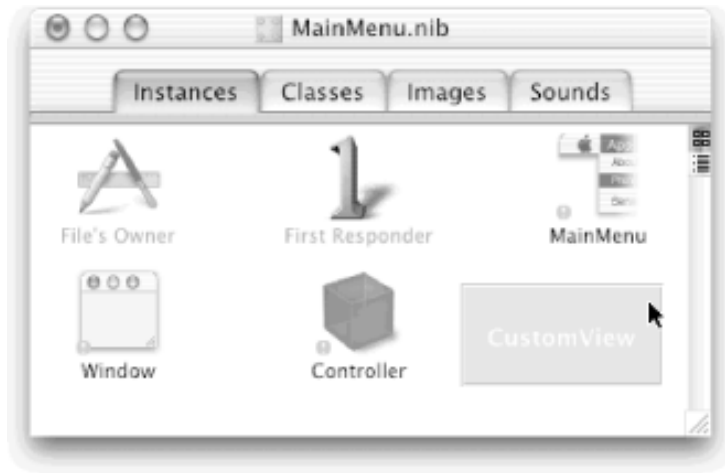 MainMenu.nib
Instances Classes Images Sounds
File's Owner First Responder MainMenu
Window Controller CustomView